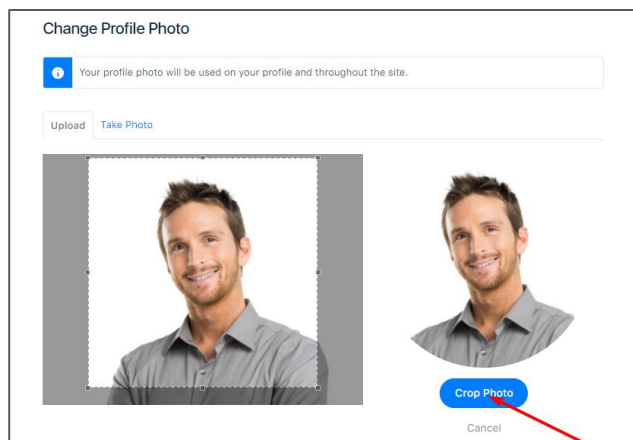 Change Profile Photo
Your profile photo will be used on your profile and throughout the site.
Upload Take Photo
Crop Photo
Cancel